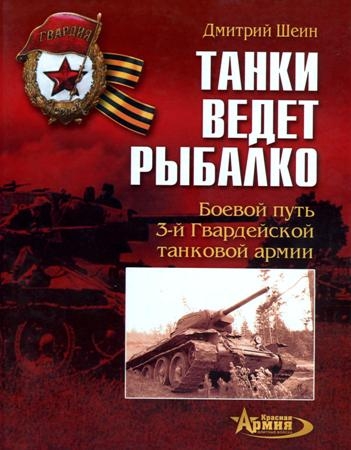 ГВАРДИЯ
Дмитрий Шеин
ТАНКИ
ВЕДЕТ
РЫБАЛКО
Боевой путь
3-й Гвардейской
танковой армии
Красная
Армия